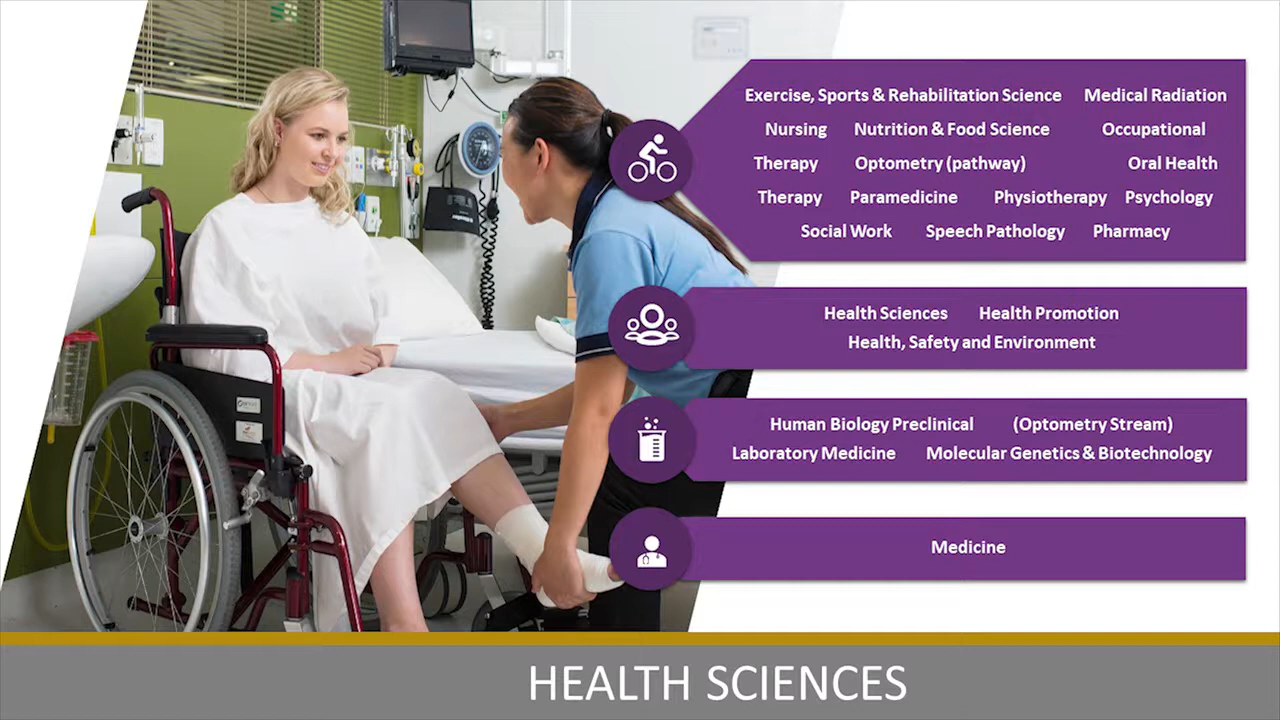 Exercise, Sports & Rehabilitation Science Medical Radiation
Nursing Nutrition & Food Science Occupational
Therapy Optometry (pathway) Oral Health
Therapy Paramedicine Physiotherapy Psychology
Social Work Speech Pathology Pharmacy
Health Sciences Health Promotion
Health, Safety and Environment
Human Biology Preclinical (Optometry Stream)
Laboratory Medicine Molecular Genetics & Biotechnology
Medicine
HEALTH SCIENCES